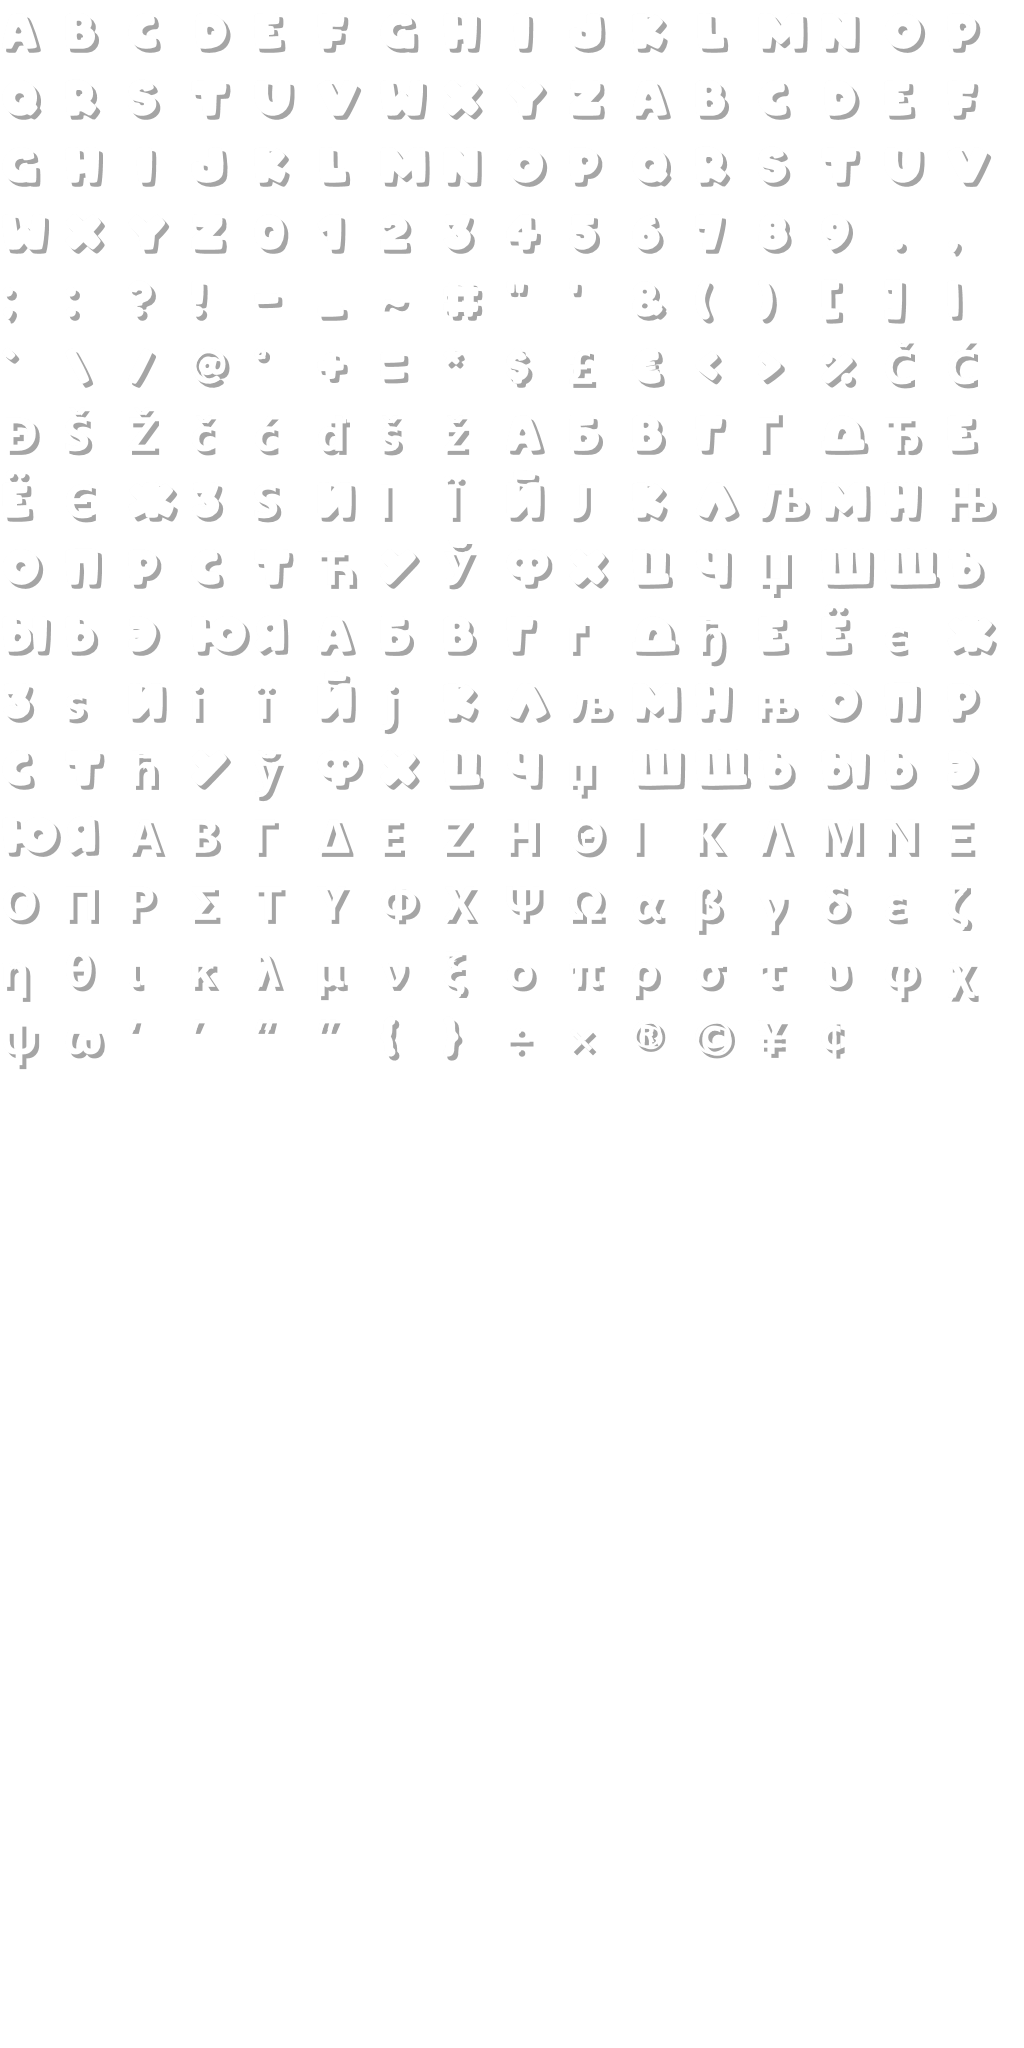 A B C D E F G H I J K L M N O P
Q R S T U V W X Y Z A B C D E F
G H I J K L M N O P Q R S T U V
W X Y Z 0 1 2 3 4 5 6 7 8 9 . ,
; : ? ! - _ ~ # " ' & ( ) [ ] |
` \ / @ ° + = ¨ $ £ € < > % Č Ć
Đ Š Ž č ć đ š ž А Б В Г Ґ Д Ђ Е
Ё Є Ж З Ѕ И І Ї Й Ј К Л Љ М Н Њ
О П Р С Т Ћ У Ў Ф Х Ц Ч Џ Ш Щ Ъ
Ы Ь Э Ю Я а б в г ґ д ђ е ё є ж
з ѕ и і ї й ј к л љ м н њ о п р
с т ћ у ў ф х ц ч џ ш щ ъ ы ь э
ю я Α Β Γ Δ Ε Ζ Η Θ Ι Κ Λ Μ Ν Ξ
Ο Π Ρ Σ Τ Υ Φ Χ Ψ Ω α β γ δ ε ζ
η θ ι κ λ μ ν ξ ο π ρ σ τ υ φ χ
ψ ω ‘ ’ “ ” { } ÷ × ® © ¥ ¢